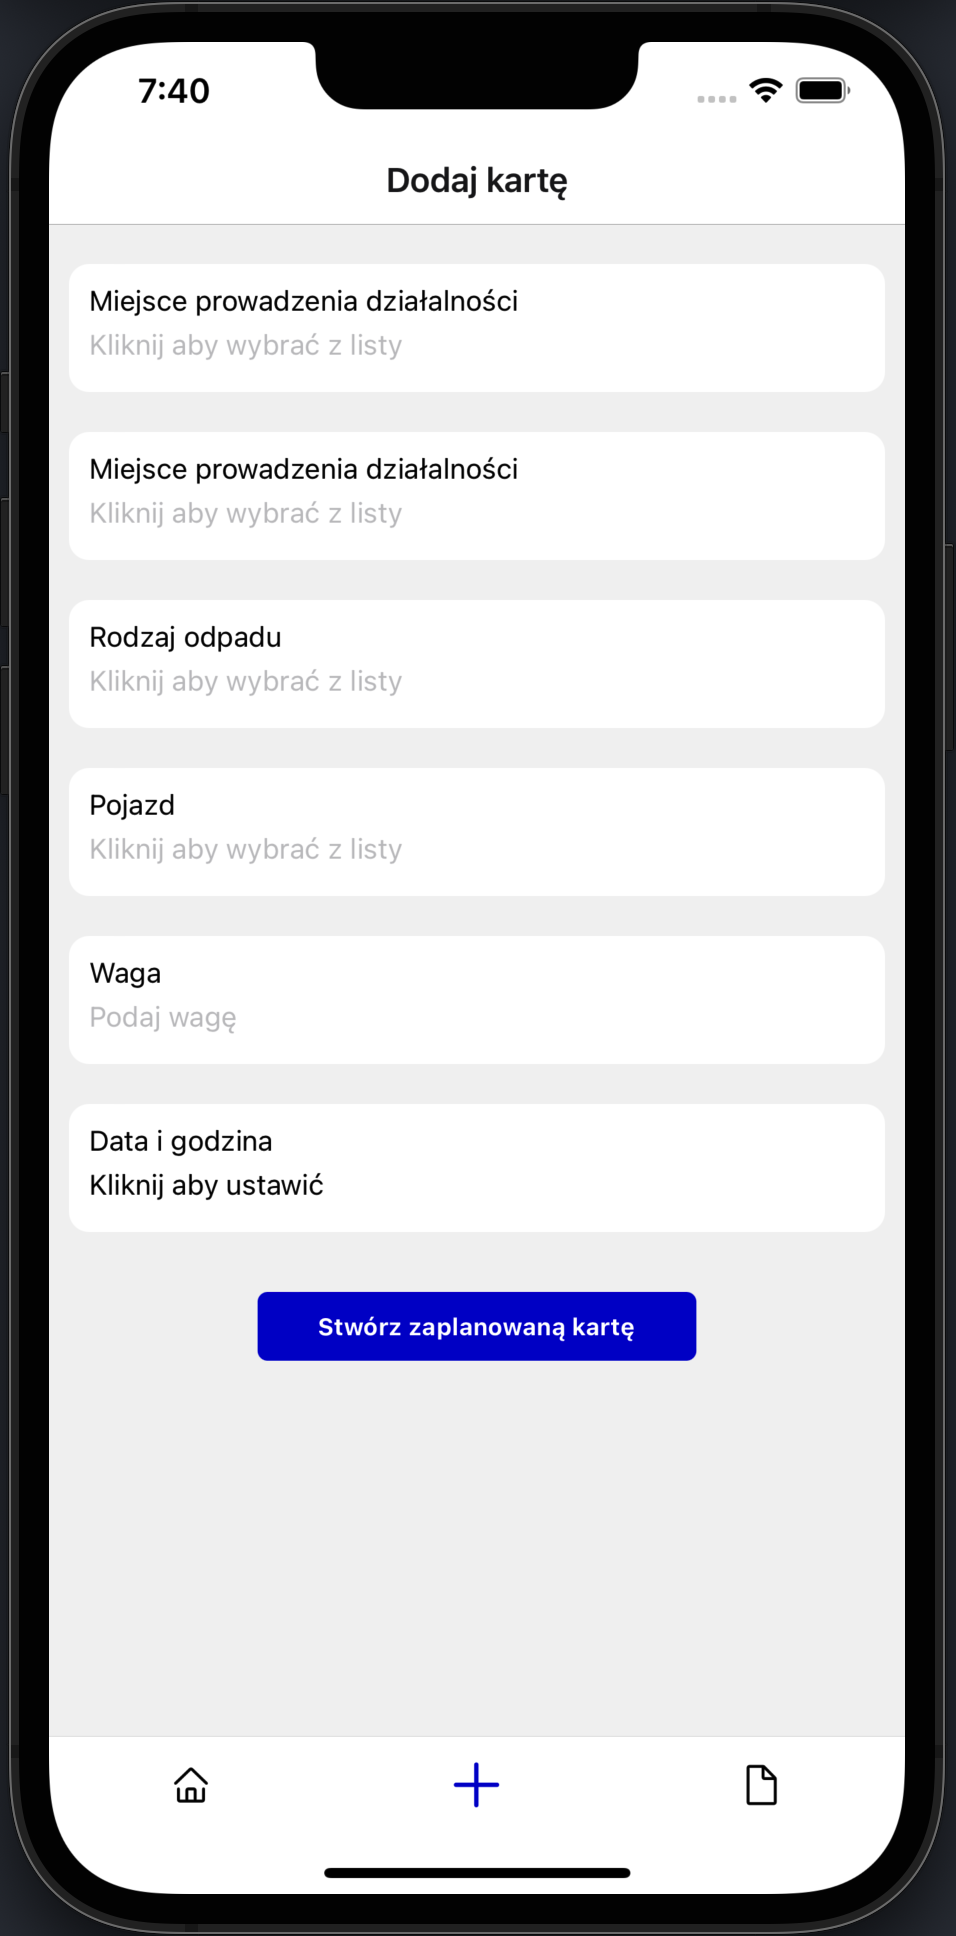 7:40
Dodaj kartę
Miejsce prowadzenia działalności
Kliknij aby wybrać z listy
Miejsce prowadzenia działalności
Kliknij aby wybrać z listy
Rodzaj odpadu
Kliknij aby wybrać z listy
Pojazd
Kliknij aby wybrać z listy
Waga
Podaj wagę
Data i godzina
Kliknij aby ustawić
Stwórz zaplanowaną kartę